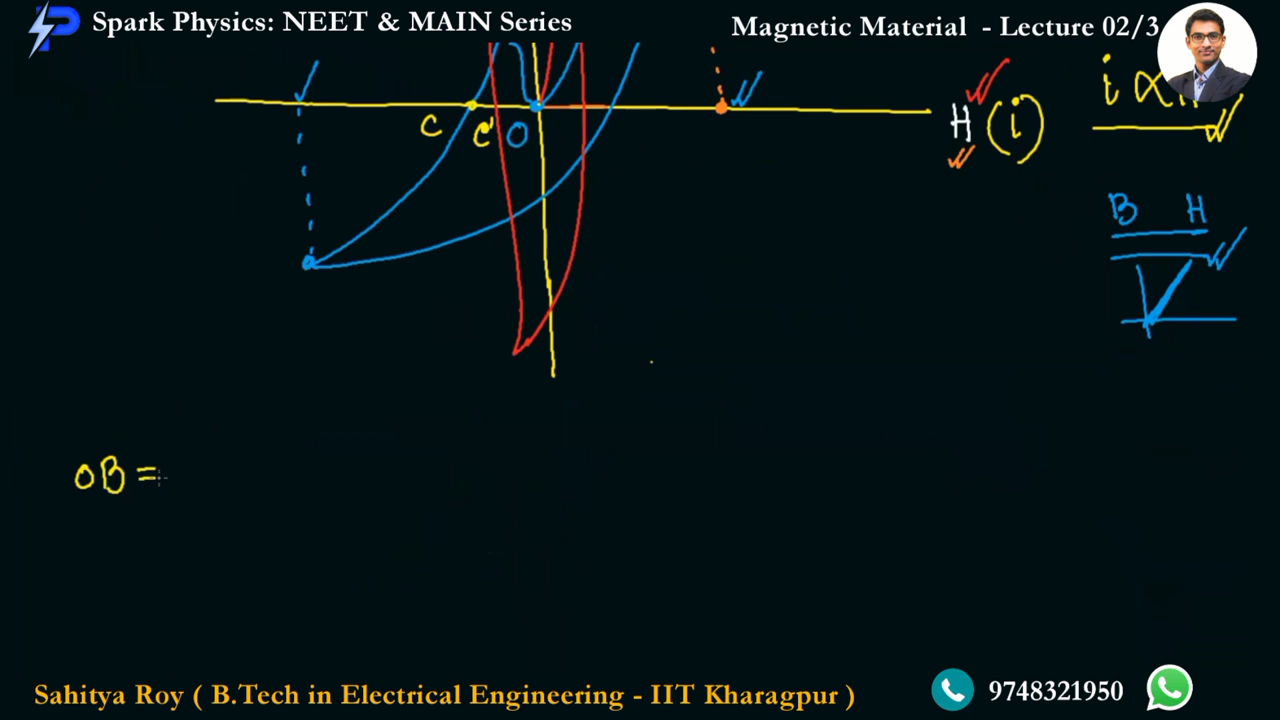 Spark Physics: NEET & MAIN Series
Magnetic Material - Lecture 02/3
i ∝
C
C'
O
H (i)
B H
OB =
Sahitya Roy ( B.Tech in Electrical Engineering - IIT Kharagpur )
9748321950